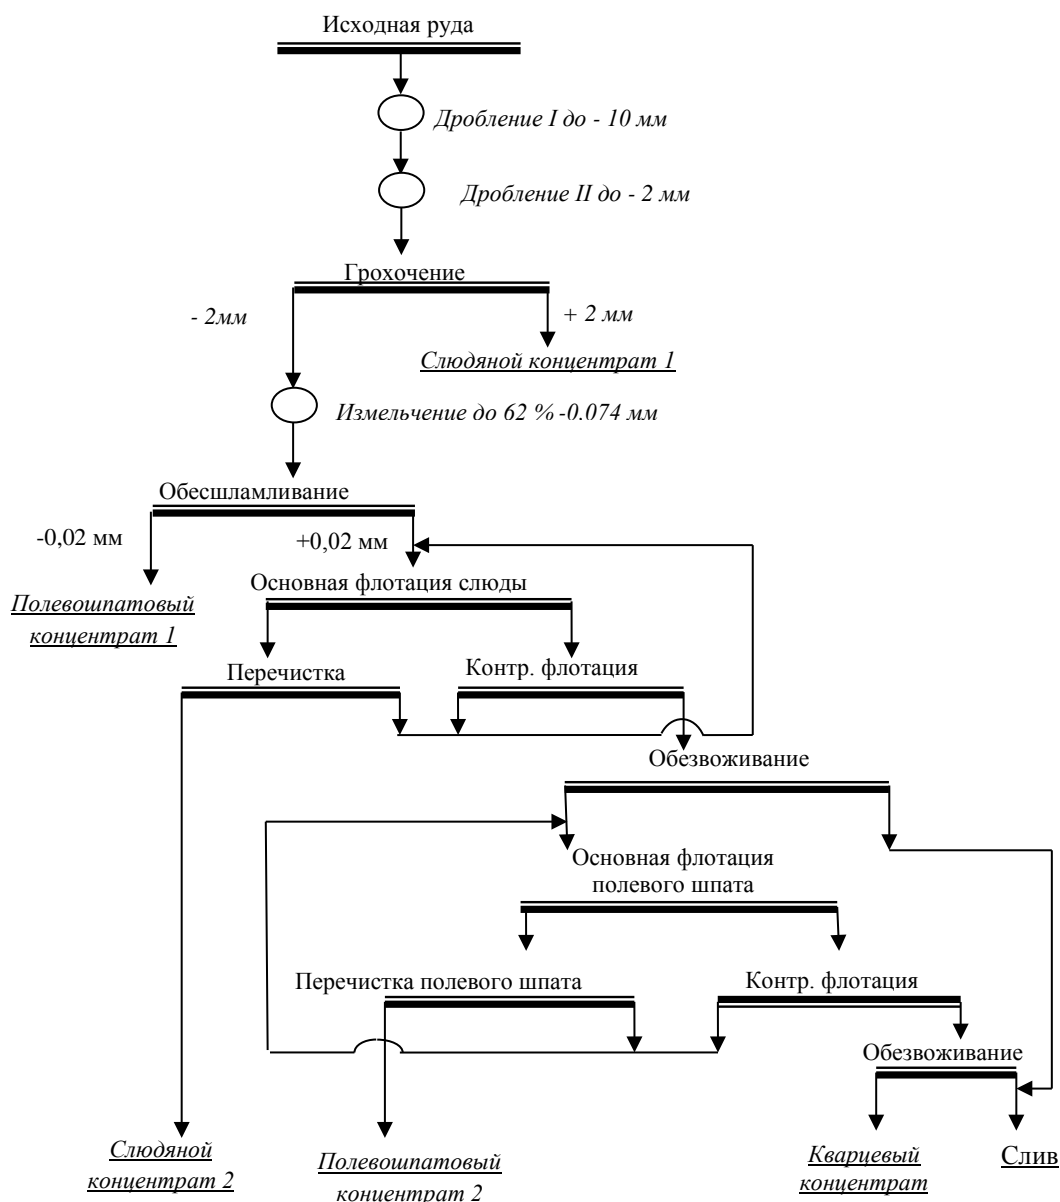 Исходная руда
Дробление I до - 10 мм
Дробление II до - 2 мм
Грохочение
- 2мм
+ 2 мм
Слюдяной концентрат 1
Измельчение до 62 % -0.074 мм
Обесшламливание
-0,02 мм
+0,02 мм
Полевошпатовый
концентрат 1
Основная флотация слюды
Перечистка
Контр. флотация
Обезвоживание
Основная флотация
полевого шпата
Перечистка полевого шпата
Контр. флотация
Обезвоживание
Слюдяной
концентрат 2
Полевошпатовый
концентрат 2
Кварцевый
концентрат
Слив